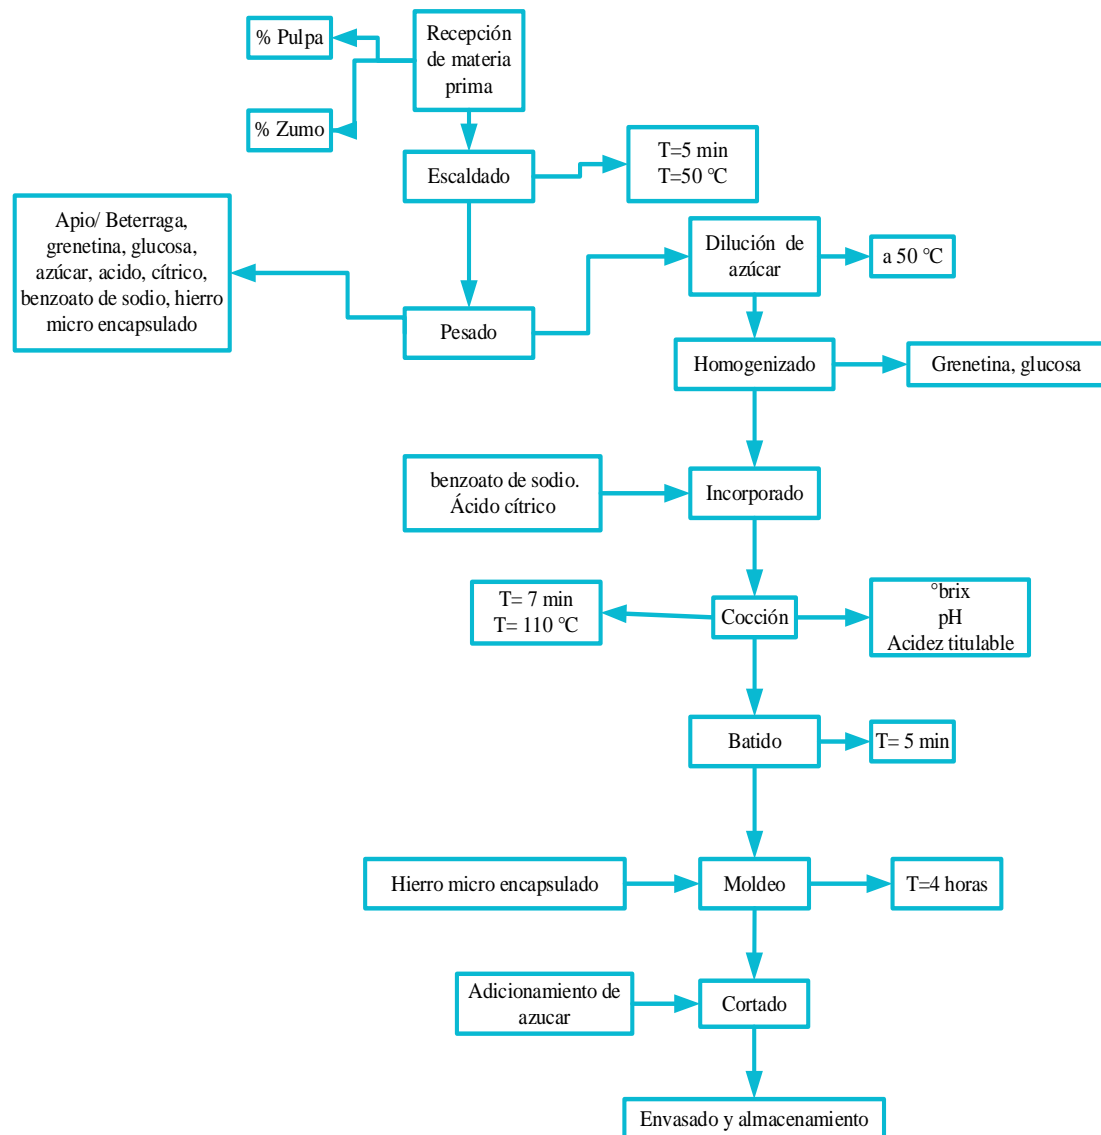 % Pulpa
Recepción
de materia
prima
% Zumo
Escaldado
T=5 min
T=50 °C
Apio/ Beterraga,
grenetina, glucosa,
azúcar, acido, cítrico,
benzoato de sodio, hierro
micro encapsulado
Pesado
Dilución de
azúcar
a 50 °C
Homogenizado
Grenetina, glucosa
benzoato de sodio.
Ácido cítrico
Incorporado
T= 7 min
T= 110 °C
Cocción
°brix
pH
Acidez titulable
Batido
T= 5 min
Hierro micro encapsulado
Moldeo
T=4 horas
Adicionamiento de
azucar
Cortado
Envasado y almacenamiento